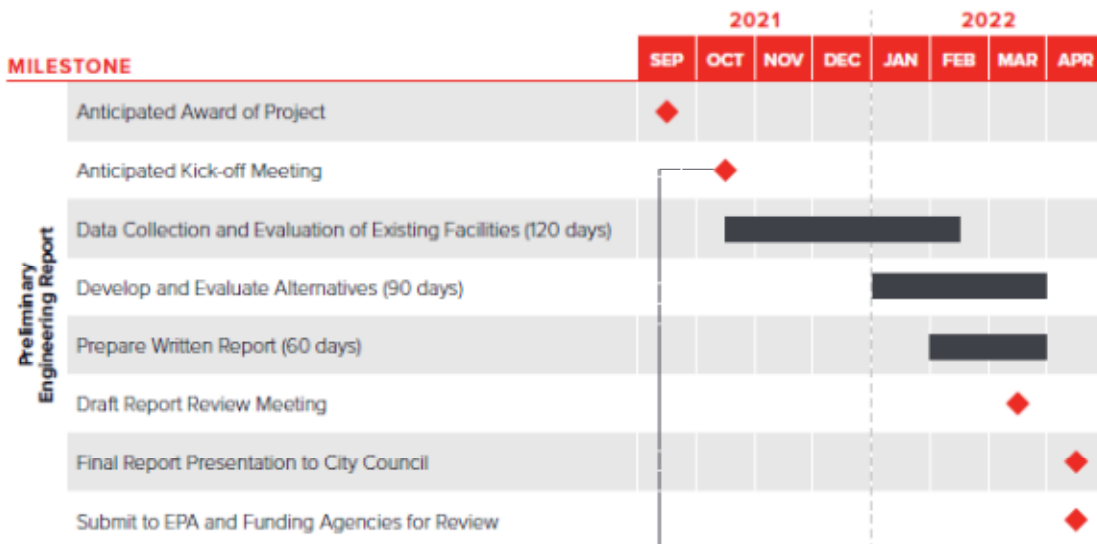 2021 2022
MILESTONE SEP OCT NOV DEC JAN FEB MAR APR
Preliminary
Engineering Report
Anticipated Award of Project
Anticipated Kick-off Meeting
Data Collection and Evaluation of Existing Facilities (120 days)
Develop and Evaluate Alternatives (90 days)
Prepare Written Report (60 days)
Draft Report Review Meeting
Final Report Presentation to City Council
Submit to EPA and Funding Agencies for Review